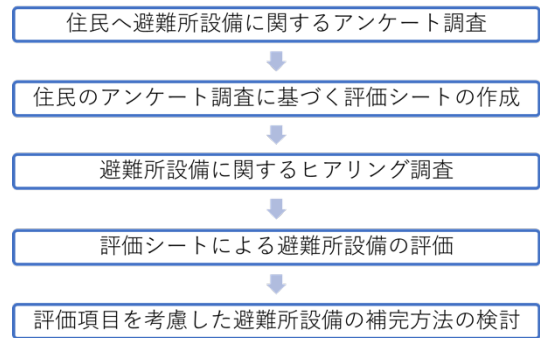 住民へ避難所設備に関するアンケート調査
住民のアンケート調査に基づく評価シートの作成
避難所設備に関するヒアリング調査
評価シートによる避難所設備の評価
評価項目を考慮した避難所設備の補完方法の検討